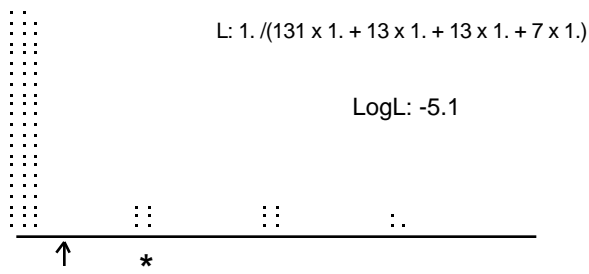 L: 1. /(131 x 1. + 13 x 1. + 13 x 1. + 7 x 1.)
LogL: -5.1
*